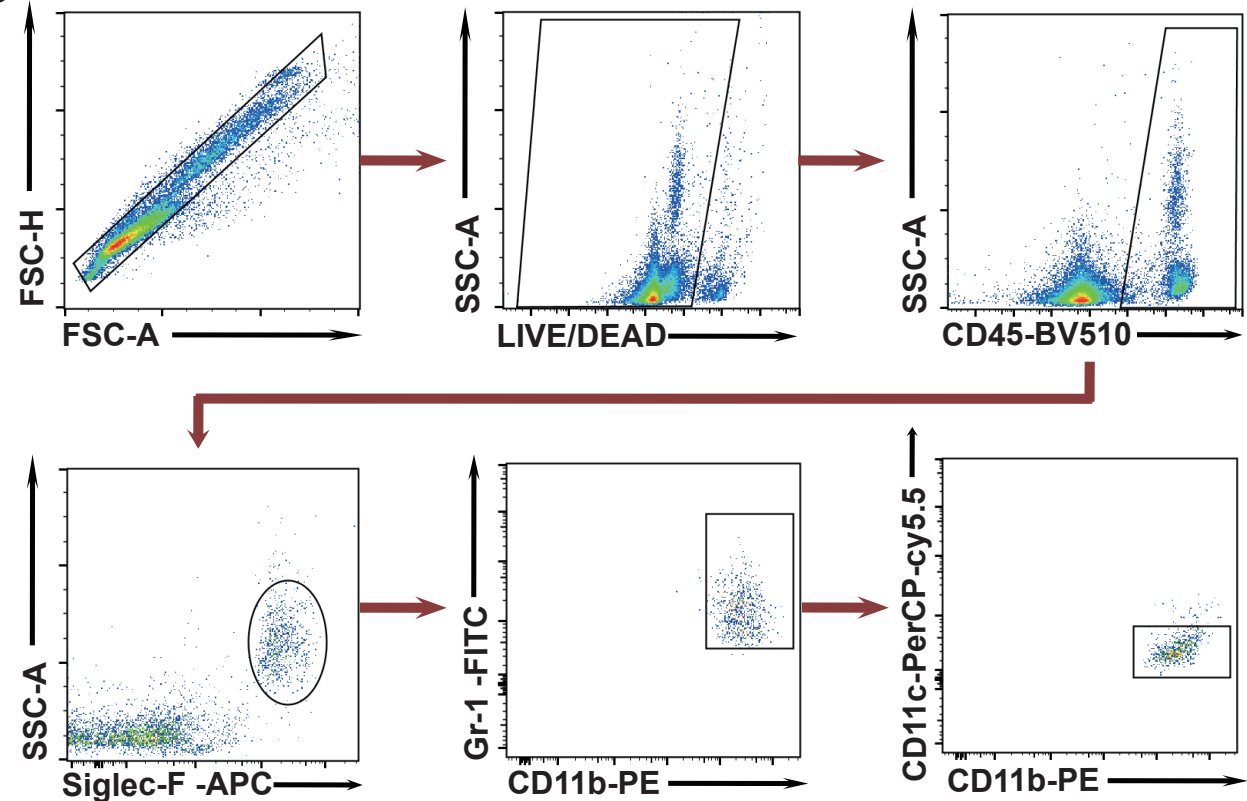 FSC-H
FSC-A
SSC-A
LIVE/DEAD
SSC-A
CD45-BV510
SSC-A
Siglec-F -APC
Gr-1 -FITC
CD11b-PE
CD11c-PerCP-cy5.5
CD11b-PE